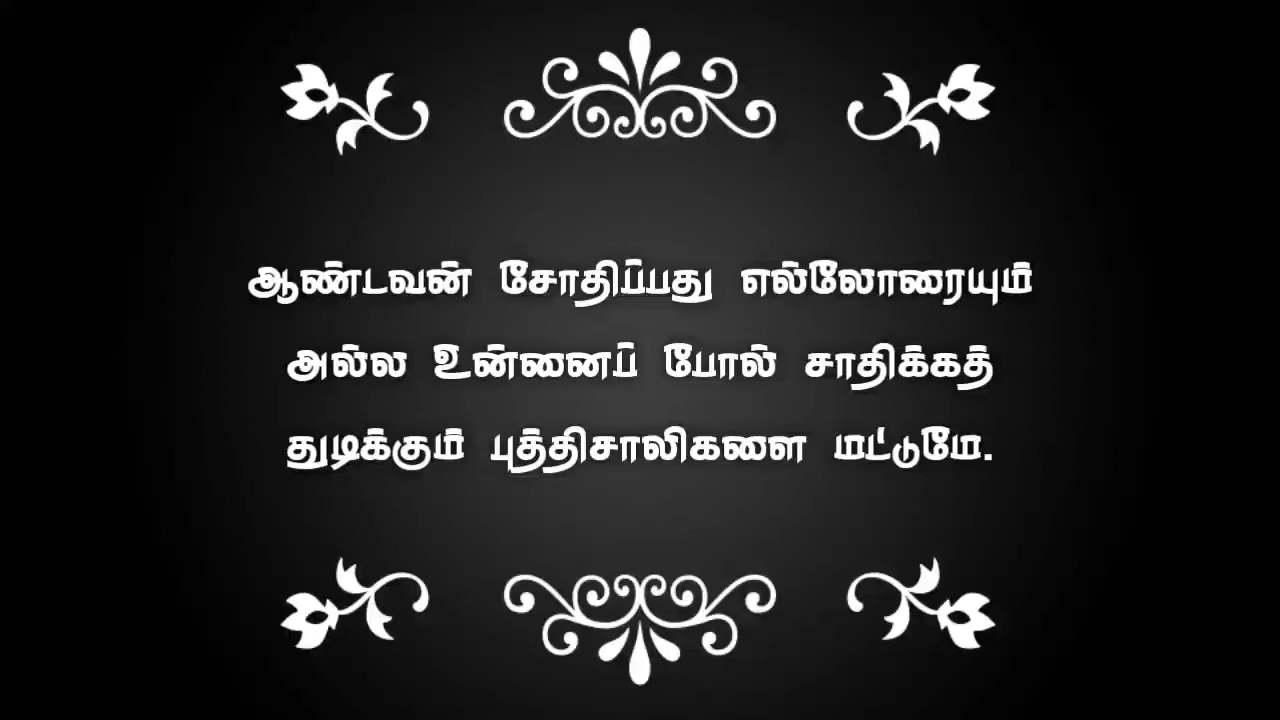 ஆண்டவன் சோதிப்பது எல்லோரையும்
அல்ல உன்னைப் போல் சாதிக்கத்
துடிக்கும் புத்திசாலிகளை மட்டுமே.